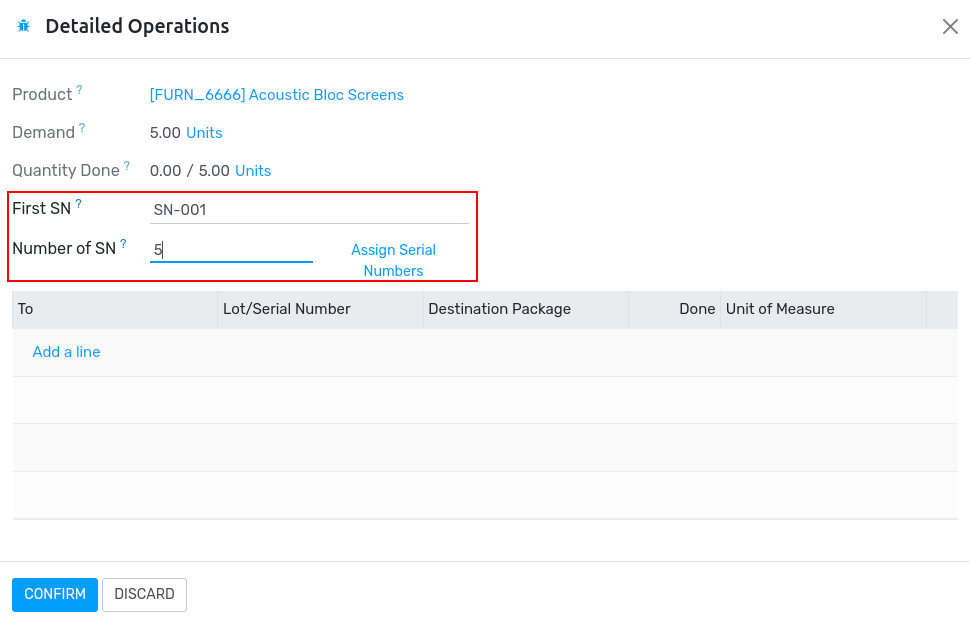 Detailed Operations
Product ? [FURN_6666] Acoustic Bloc Screens
Demand ? 5.00 Units
Quantity Done ? 0.00 / 5.00 Units
First SN ? SN-001
Number of SN ? 5 Assign Serial
Numbers
To Lot/Serial Number Destination Package Done Unit of Measure
Add a line
CONFIRM DISCARD